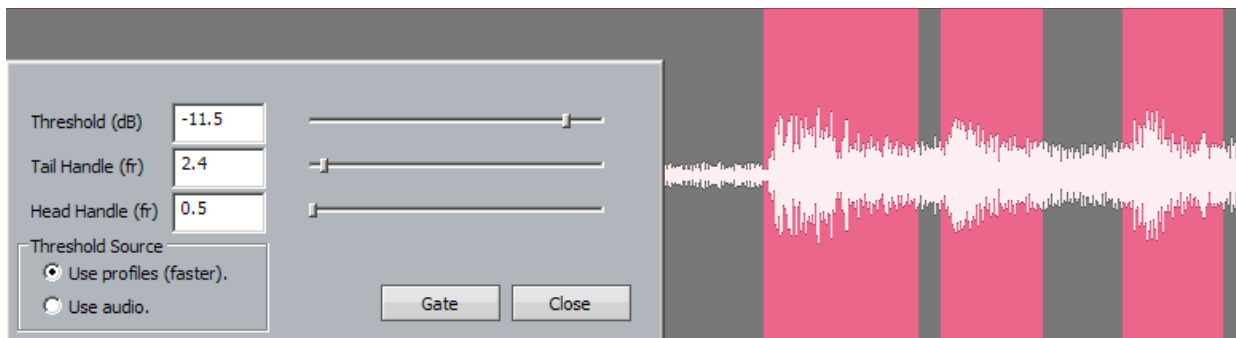 Threshold (dB) -11.5
Tail Handle (fr) 2.4
Head Handle (fr) 0.5
Threshold Source
Use profiles (faster).
Use audio.
Gate Close